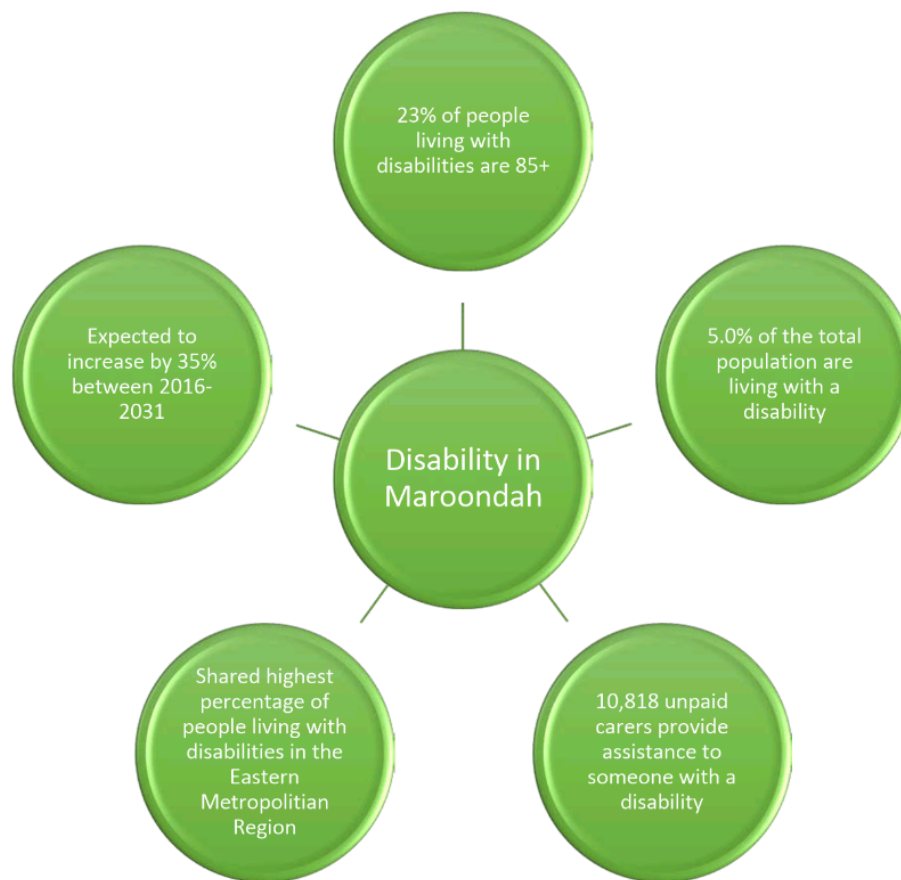 23% of people
living with
disabilities are 85+
Expected to
increase by 35%
between 2016-
2031
5.0% of the total
population are
living with a
disability
Disability in
Maroondah
Shared highest
percentage of
people living with
disabilities in the
Eastern
Metropolitian
Region
10,818 unpaid
carers provide
assistance to
someone with a
disability